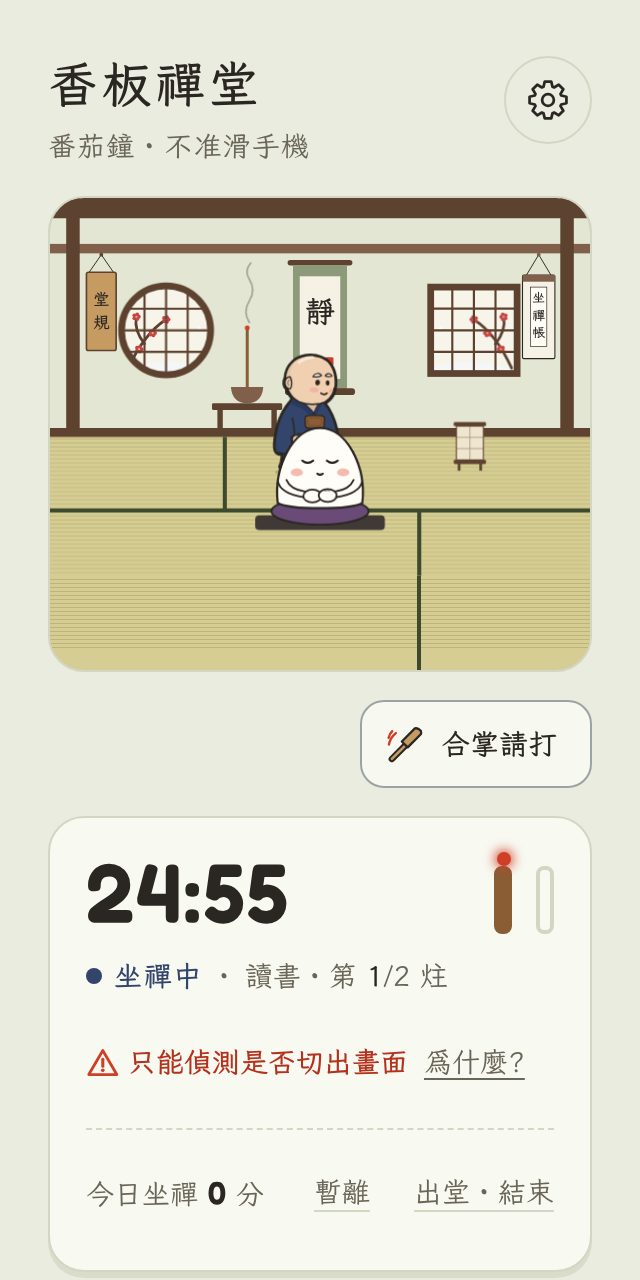 香板禪堂
番茄鐘・不准滑手機
堂規
靜
坐禪帳
合掌請打
24:55
坐禪中 · 讀書・第 1/2 炷
只能偵測是否切出畫面 爲什麼?
今日坐禪 0 分 暫離 出堂・結束